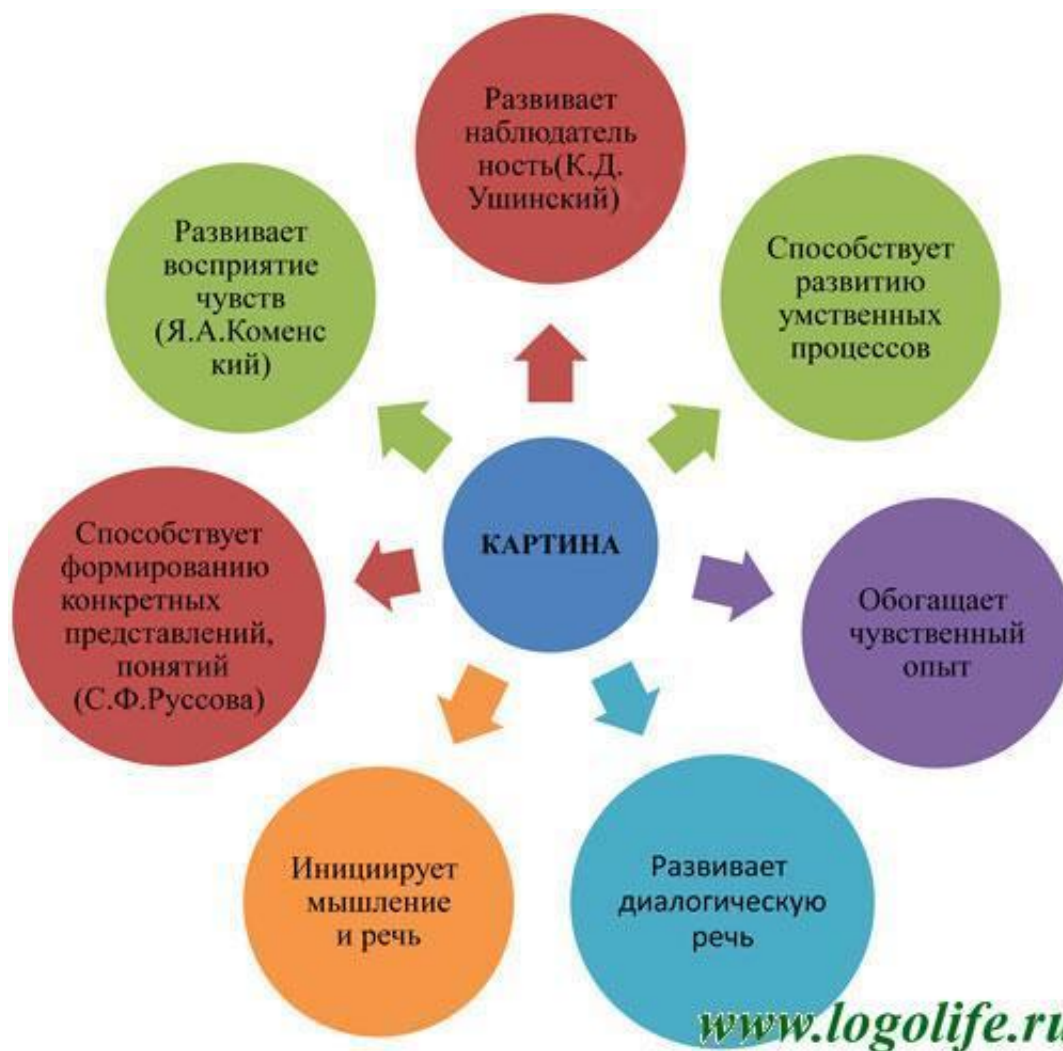 Развивает
наблюдатель
ность(К.Д.
Ушинский)
Способствует
развитию
умственных
процессов
Обогащает
чувственный
опыт
Развивает
диалогическую
речь
Инициирует
мышление
и речь
Способствует
формированию
конкретных
представлений,
понятий
(С.Ф.Руссова)
Развивает
восприятие
чувств
(Я.А.Коменс
кий)
КАРТИНА
www.logolife.ru